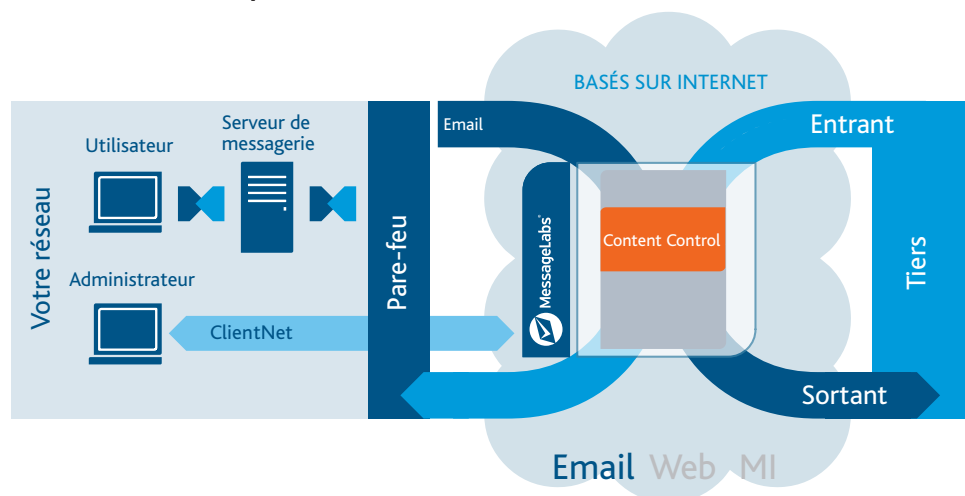 BASÉS SUR INTERNET
Votre réseau
Utilisateur
Serveur de
messagerie
Administrateur
ClientNet
Pare-feu
Email
MessageLabs
Content Control
Entrant
Tiers
Sortant
Email Web MI